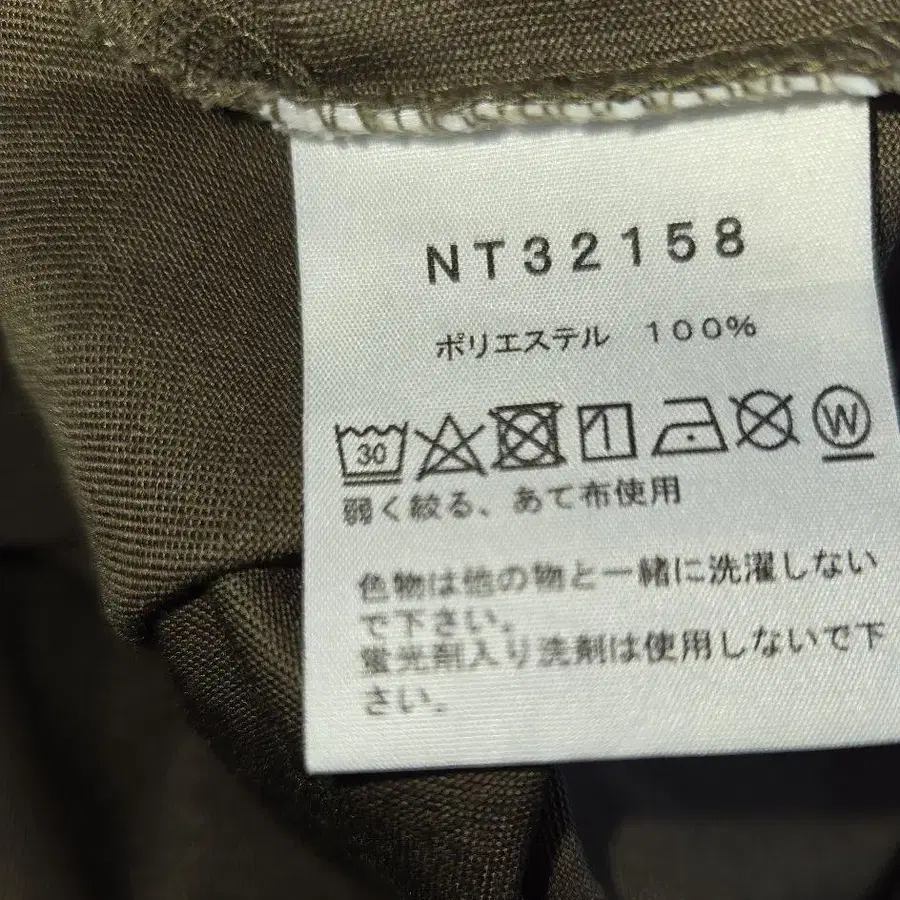 NT32158
ポリエステル 100%
30
W
弱く絞る、あて布使用
色物は他の物と一緒に洗濯しない
で下さい。
蛍光剤入り洗剤は使用しないで下
さい。